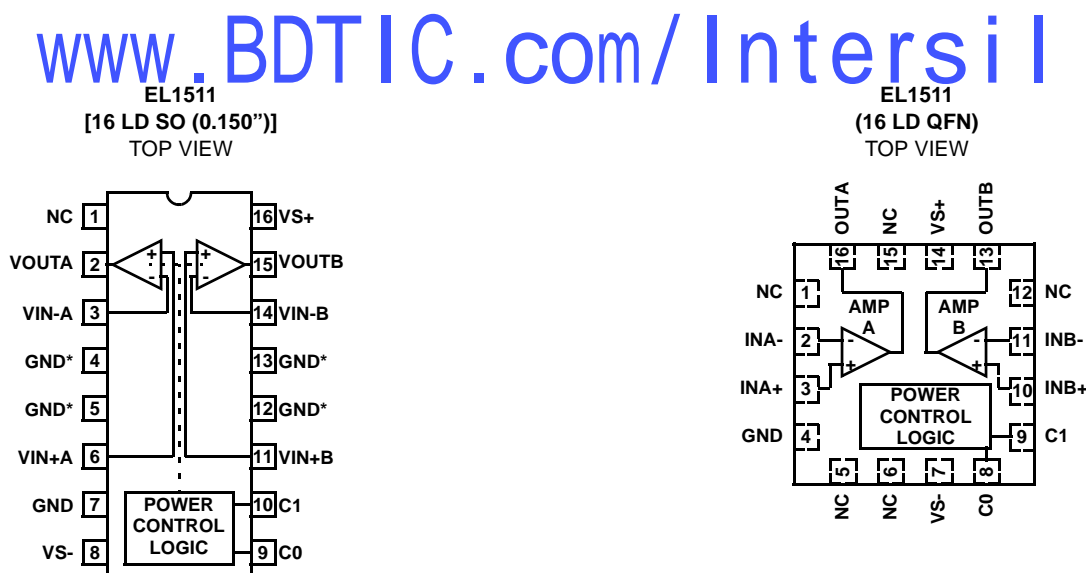 www.BDTIC.com/Intersil
EL1511
[16 LD SO (0.150”)]
TOP VIEW
NC 1
16 VS+
VOUTA 2
15 VOUTB
VIN-A 3
14 VIN-B
GND* 4
13 GND*
GND* 5
12 GND*
VIN+A 6
11 VIN+B
GND 7
10 C1
VS- 8
9 C0
+
-
+
-
POWER
CONTROL
LOGIC
EL1511
(16 LD QFN)
TOP VIEW
OUTA
NC
VS+
OUTB
16
15
14
13
NC 1
12 NC
INA- 2
11 INB-
INA+ 3
10 INB+
GND 4
9 C1
AMP
A
AMP
B
-
+
-
+
POWER
CONTROL
LOGIC
5
6
7
8
NC
NC
VS-
C0